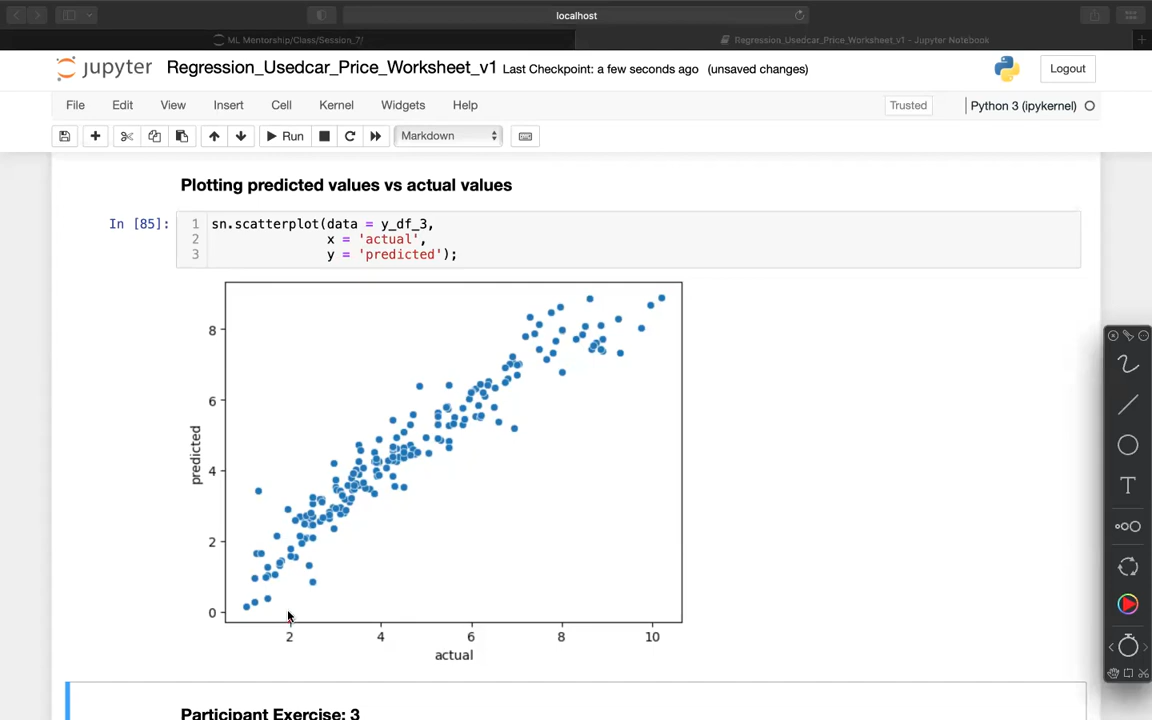 localhost
ML Mentorship/Class/Session_7/
Regression_Usedcar_Price_Worksheet_v1 - Jupyter Notebook
jupyter Regression_Usedcar_Price_Worksheet_v1 Last Checkpoint: a few seconds ago (unsaved changes)
Logout
File Edit View Insert Cell Kernel Widgets Help
Trusted
Python 3 (ipykernel)
Run
Markdown
Plotting predicted values vs actual values
In [85]:
1 sn.scatterplot(data = y_df_3,
2 x = 'actual',
3 y = 'predicted');
8
6
4
2
0
predicted
2 4 6 8 10
actual
T
Participant Exercise: 3